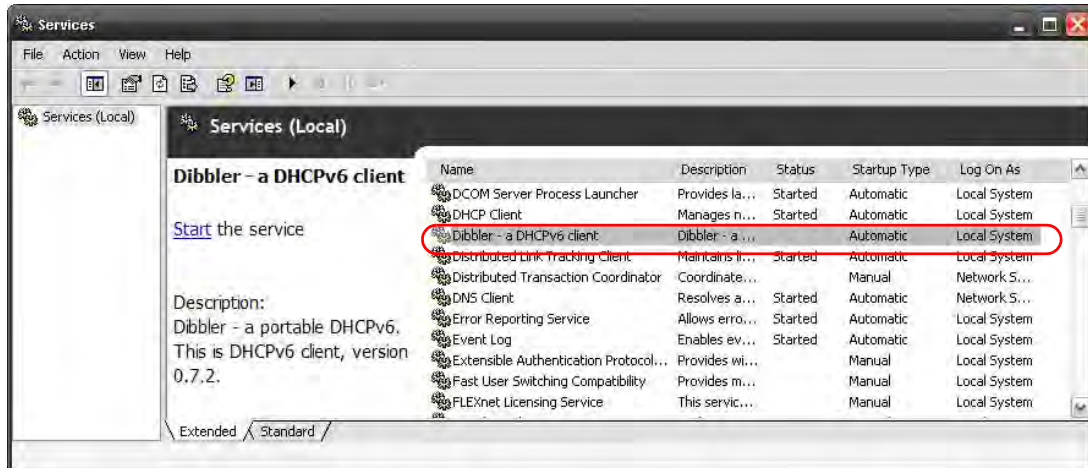 Services
File Action View Help
Services (Local)
Services (Local)
Dibbler - a DHCPv6 client
Start the service
Description:
Dibbler - a portable DHCPv6.
This is DHCPv6 client, version
0.7.2.
Name Description Status Startup Type Log On As
DCOM Server Process Launcher Provides la... Started Automatic Local System
DHCP Client Manages n... Started Automatic Local System
Dibbler - a DHCPv6 client Dibbler - a ... Automatic Local System
Distributed Link Tracking Client Maintains li... Started Automatic Local System
Distributed Transaction Coordinator Coordinate... Manual Network S...
DNS Client Resolves a... Started Automatic Network S...
Error Reporting Service Allows erro... Started Automatic Local System
Event Log Enables ev... Started Automatic Local System
Extensible Authentication Protocol... Provides wi... Manual Local System
Fast User Switching Compatibility Provides m... Manual Local System
FLEXnet Licensing Service This servic... Manual Local System
Extended Standard